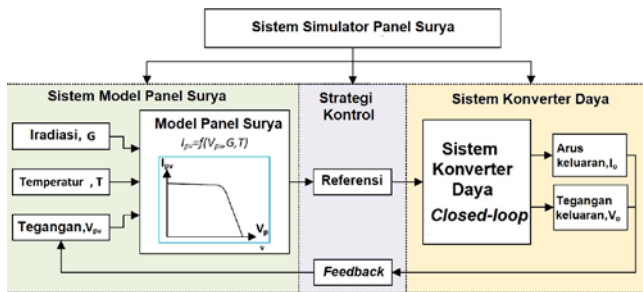 Sistem Simulator Panel Surya
Sistem Model Panel Surya
Strategi
Kontrol
Sistem Konverter Daya
Iradiasi, G
Temperatur , T
Tegangan,Vpv
Model Panel Surya
Ipv=f(Vpv,G,T)
Ipv
Vp
v
Referensi
Sistem
Konverter
Daya
Closed-loop
Arus
keluaran,Io
Tegangan
keluaran,Vo
Feedback